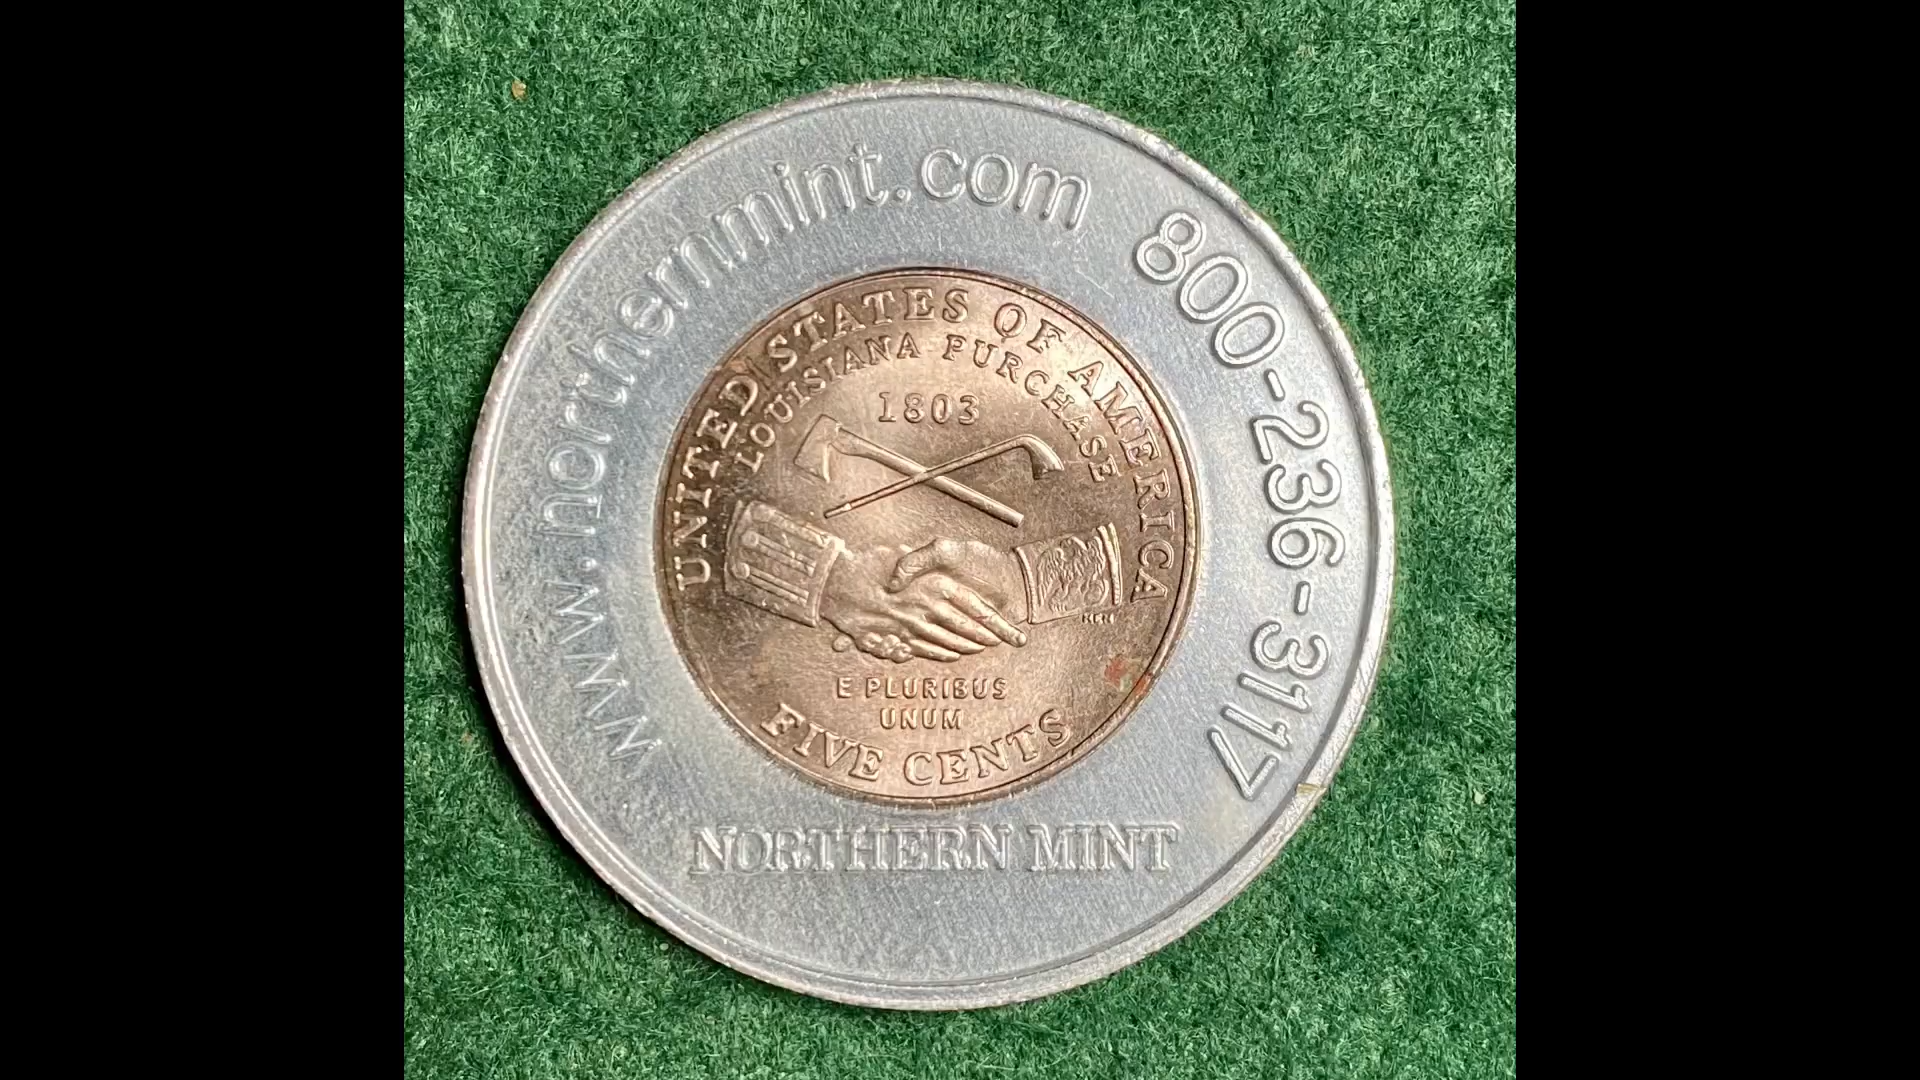 www.northernmint.com 800-236-3117
UNITED STATES OF AMERICA
LOUISIANA PURCHASE
1803
E PLURIBUS
UNUM
FIVE CENTS
NORTHERN MINT